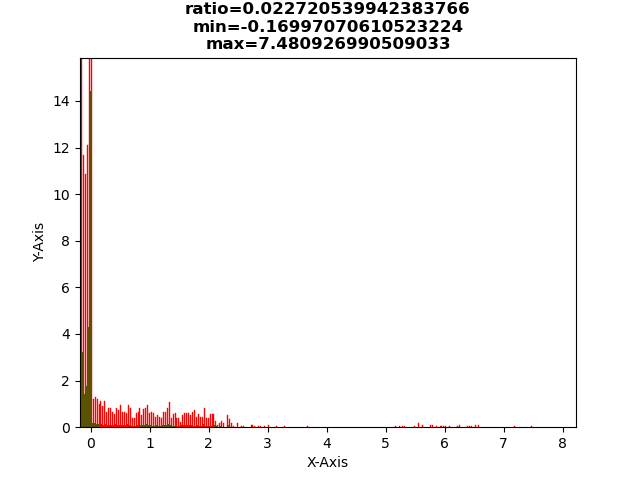 ratio=0.022720539942383766
min=-0.16997070610523224
max=7.480926990509033
14
12
10
8
6
4
2
0
Y-Axis
0 1 2 3 4 5 6 7 8
X-Axis